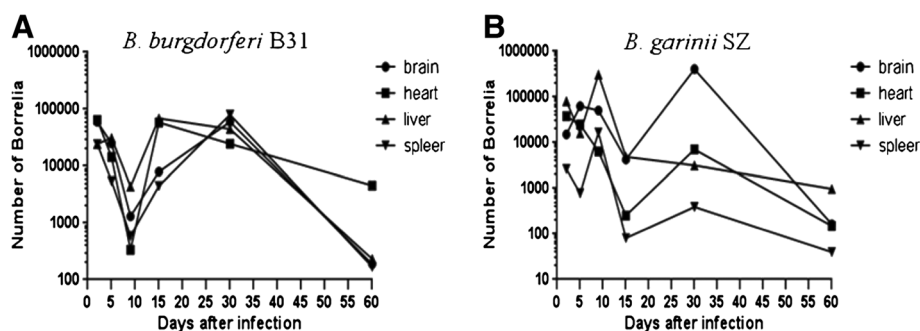 A
B. burgdorferi B31
Number of Borrelia
1000000
100000
10000
1000
100
0 5 10 15 20 25 30 35 40 45 50 55 60
Days after infection
brain
heart
liver
spleer
B
B. garinii SZ
Number of Borrelia
1000000
100000
10000
1000
100
10
0 5 10 15 20 25 30 35 40 45 50 55 60
Days after infection
brain
heart
liver
spleer